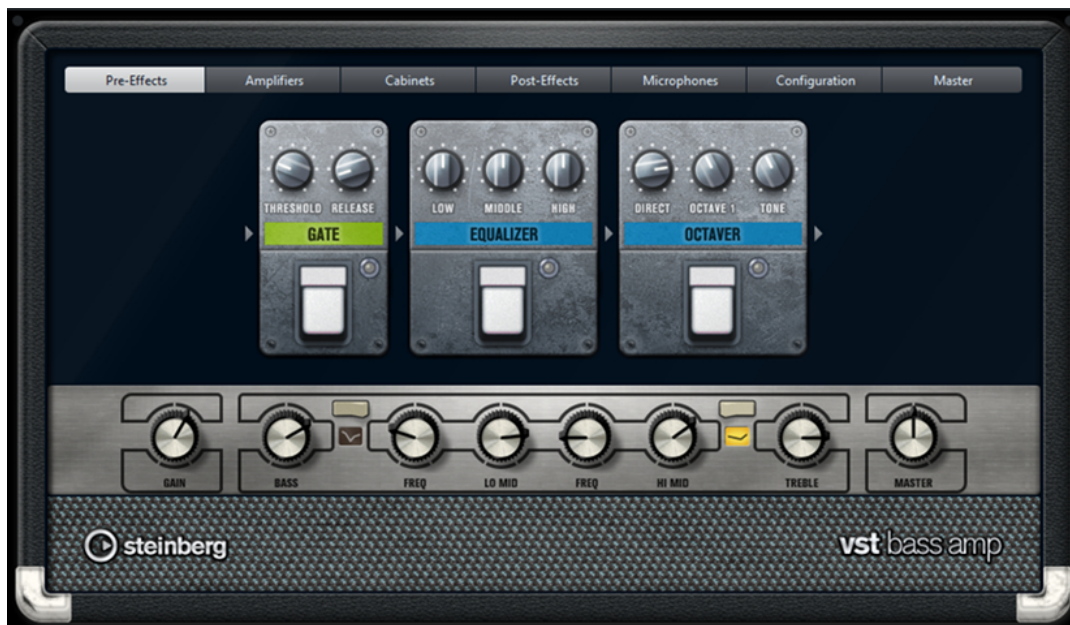 Pre-Effects Amplifiers Cabinets Post-Effects Microphones Configuration Master
THRESHOLD RELEASE LOW MIDDLE HIGH DIRECT OCTAVE 1 TONE
GATE EQUALIZER OCTAVER
GAIN BASS FREQ LO MID FREQ HI MID TREBLE MASTER
steinberg vst bass amp